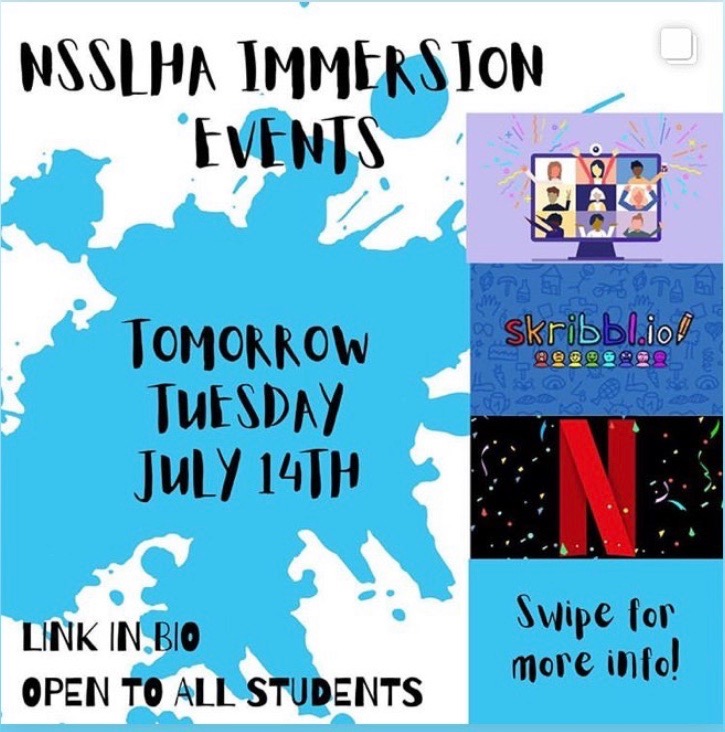 NSSLHA IMMERSION
EVENTS
TOMORROW
TUESDAY
JULY 14TH
LINK IN BIO
OPEN TO ALL STUDENTS
skribbl.io
N
Swipe for
more info!